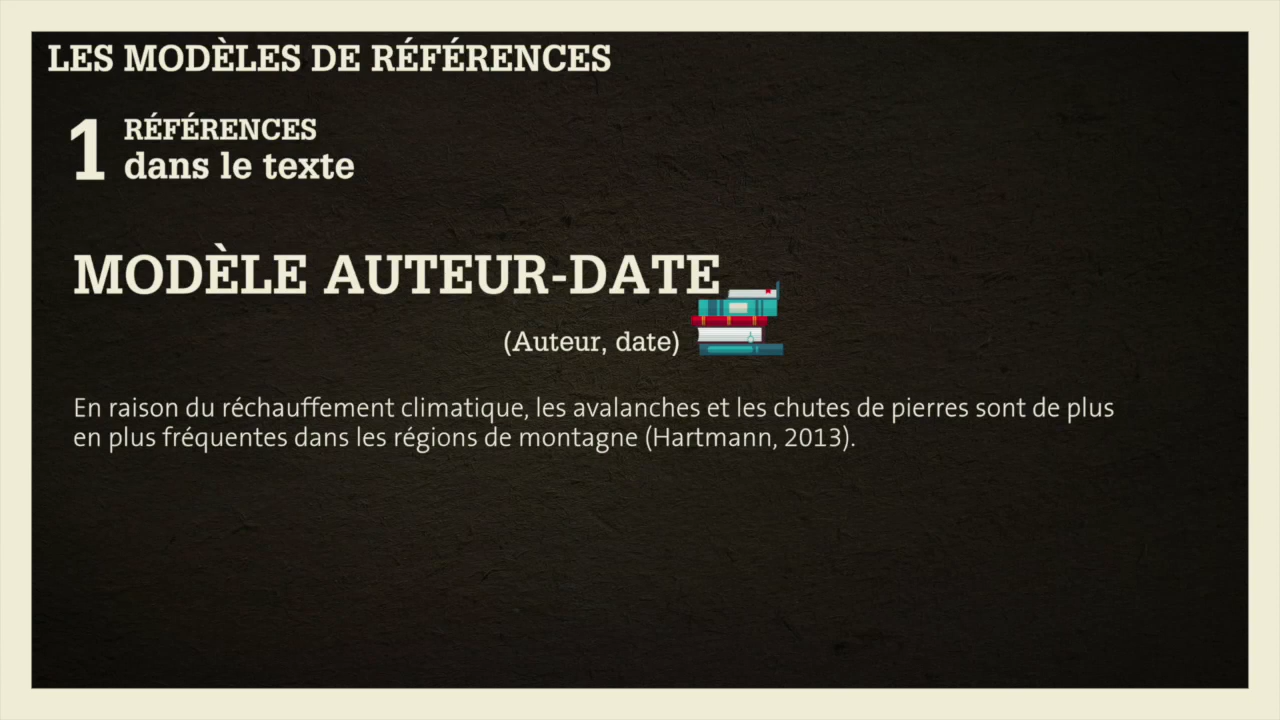 LES MODÈLES DE RÉFÉRENCES
1 RÉFÉRENCES
dans le texte
MODÈLE AUTEUR-DATE
(Auteur, date)
En raison du réchauffement climatique, les avalanches et les chutes de pierres sont de plus
en plus fréquentes dans les régions de montagne (Hartmann, 2013).